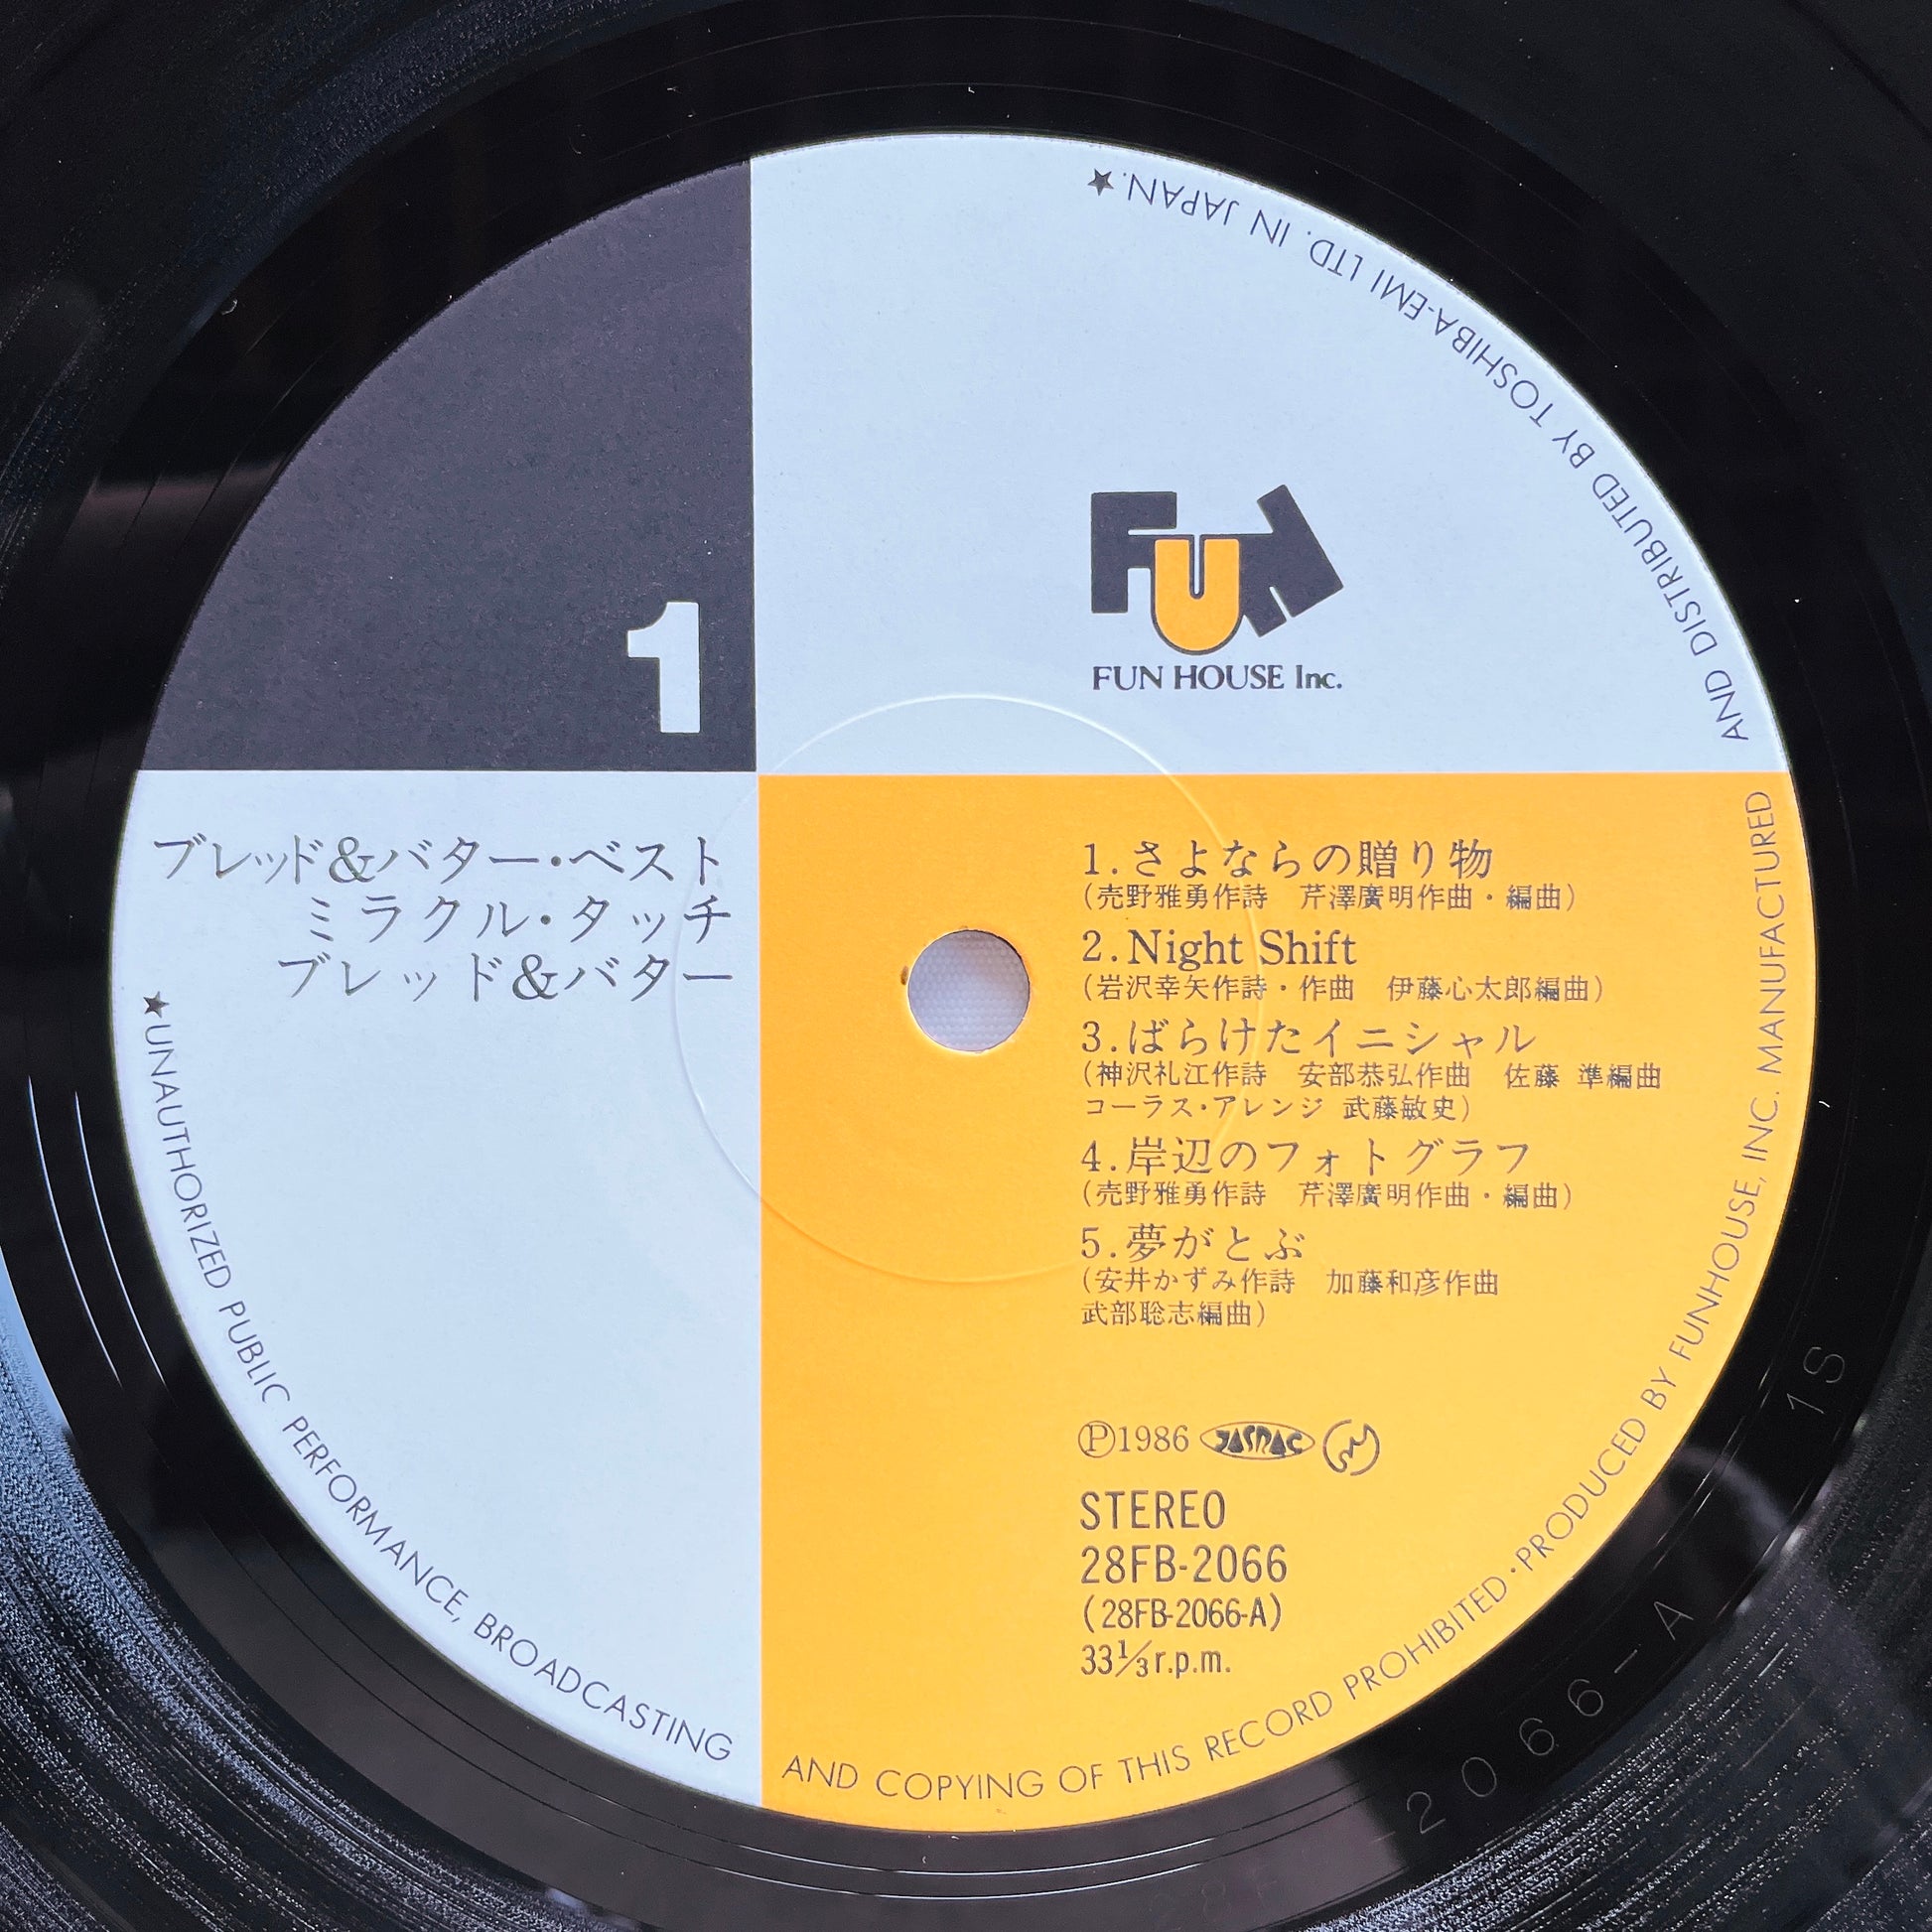 1
FUN
FUN HOUSE Inc.
ブレッド&バター・ベスト
ミラクル・タッチ
ブレッド&バター
1.さよならの贈り物
(売野雅勇作詩 芹澤廣明作曲・編曲)
2.Night Shift
(岩沢幸矢作詩・作曲 伊藤心太郎編曲)
3.ばらけたイニシャル
(神沢礼江作詩 安部恭弘作曲 佐藤 準編曲
コーラス・アレンジ 武藤敏史)
4.岸辺のフォトグラフ
(売野雅勇作詩 芹澤廣明作曲・編曲)
5.夢がとぶ
(安井かずみ作詩 加藤和彦作曲
武部聡志編曲)
Ⓟ1986 JASRAC
STEREO
28FB-2066
(28FB-2066-A)
33⅓r.p.m.
★UNAUTHORIZED PUBLIC PERFORMANCE, BROADCASTING AND COPYING OF THIS RECORD PROHIBITED・PRODUCED BY FUNHOUSE, INC. MANUFACTURED AND DISTRIBUTED BY TOSHIBA-EMI LTD. IN JAPAN.★
2066-A 1S